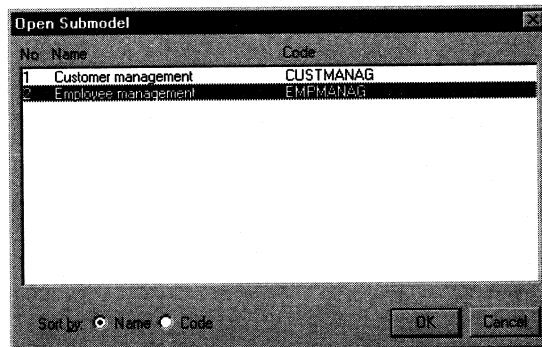 Open Submodel
No Name Code
1 Customer management CUSTMANAG
2 Employee management EMPMANAG
Sort by: Name Code OK Cancel